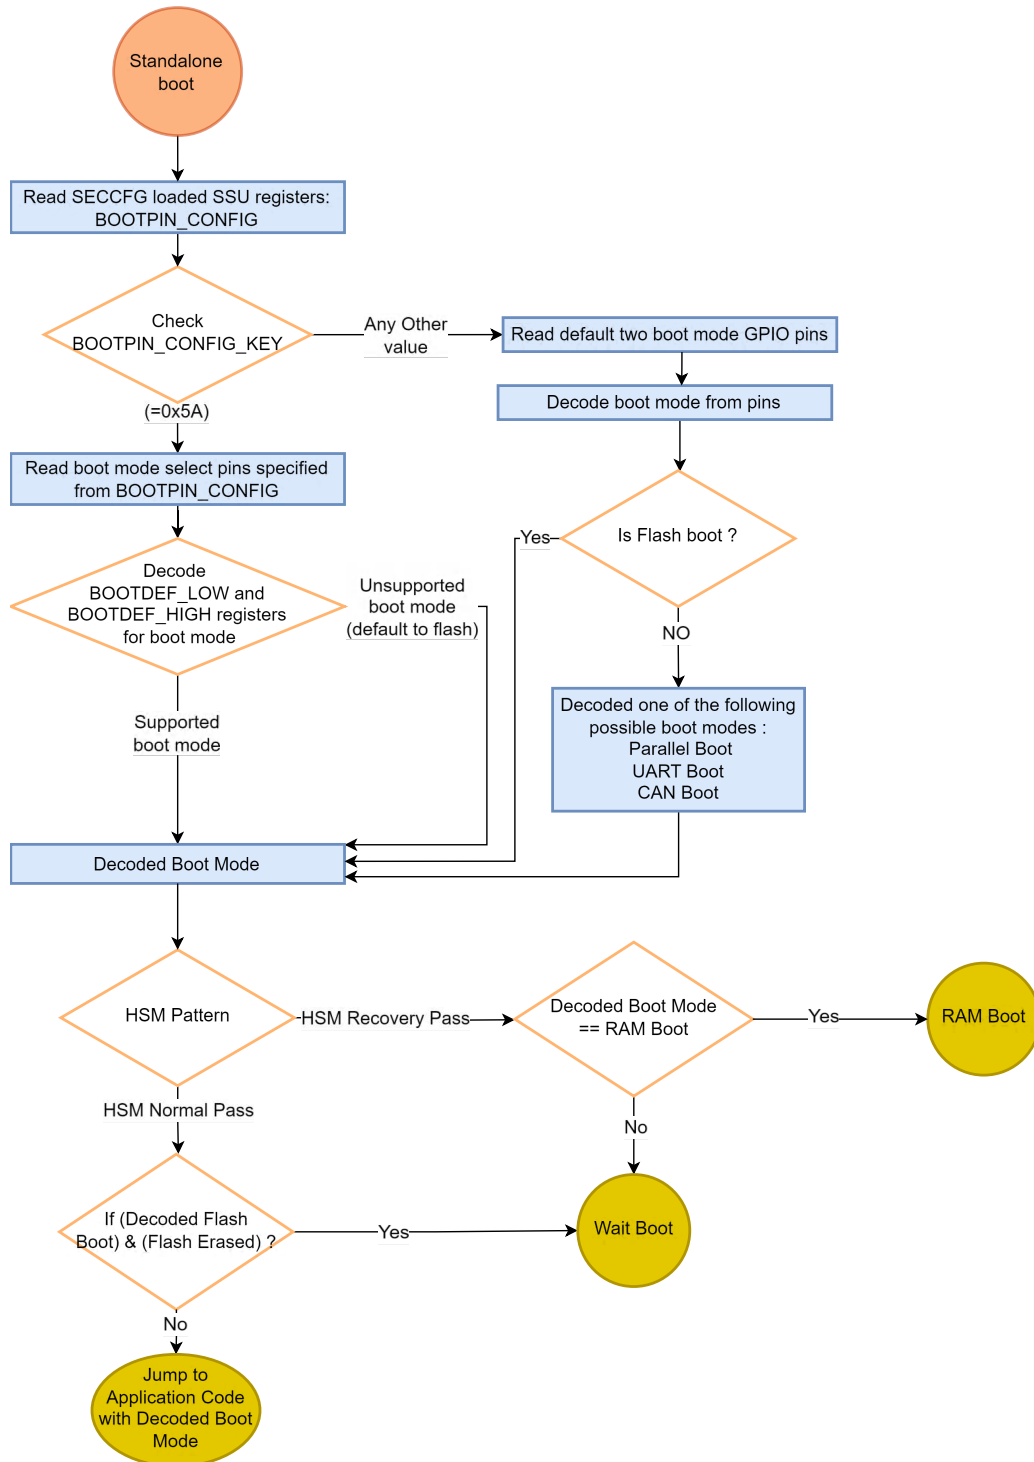 Standalone
boot
Read SECCFG loaded SSU registers:
BOOTPIN_CONFIG
Check
BOOTPIN_CONFIG_KEY
Any Other
value
Read default two boot mode GPIO pins
Decode boot mode from pins
(=0x5A)
Read boot mode select pins specified
from BOOTPIN_CONFIG
Is Flash boot ?
Yes
NO
Decode
BOOTDEF_LOW and
BOOTDEF_HIGH registers
for boot mode
Unsupported
boot mode
(default to flash)
Supported
boot mode
Decoded one of the following
possible boot modes :
Parallel Boot
UART Boot
CAN Boot
Decoded Boot Mode
HSM Pattern
HSM Recovery Pass
Decoded Boot Mode
== RAM Boot
Yes
RAM Boot
HSM Normal Pass
No
If (Decoded Flash
Boot) & (Flash Erased) ?
Yes
Wait Boot
No
Jump to
Application Code
with Decoded Boot
Mode